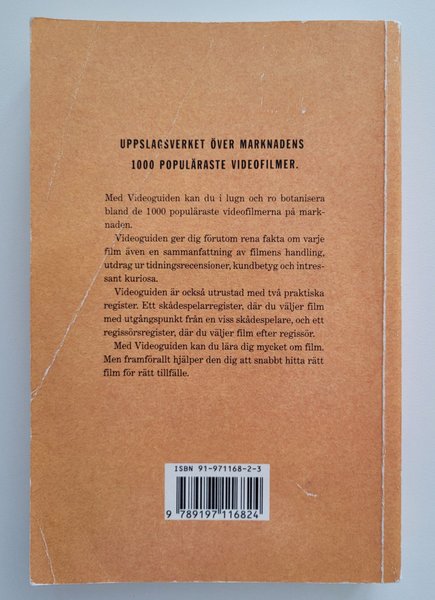 UPPSLAGSVERKET ÖVER MARKNADENS
1000 POPULÄRASTE VIDEOFILMER.
Med Videoguiden kan du i lugn och ro botanisera
bland de 1000 populäraste videofilmerna på mark-
naden.
Videoguiden ger dig förutom rena fakta om varje
film även en sammanfattning av filmens handling,
utdrag ur tidningsrecensioner, kundbetyg och intres-
sant kuriosa.
Videoguiden är också utrustad med två praktiska
register. Ett skådespelarregister, där du väljer film
med utgångspunkt från en viss skådespelare, och ett
regissörsregister, där du väljer film efter regissör.
Med Videoguiden kan du lära dig mycket om film.
Men framförallt hjälper den dig att snabbt hitta rätt
film för rätt tillfälle.
ISBN 91-971168-2-3
9 789197 116824